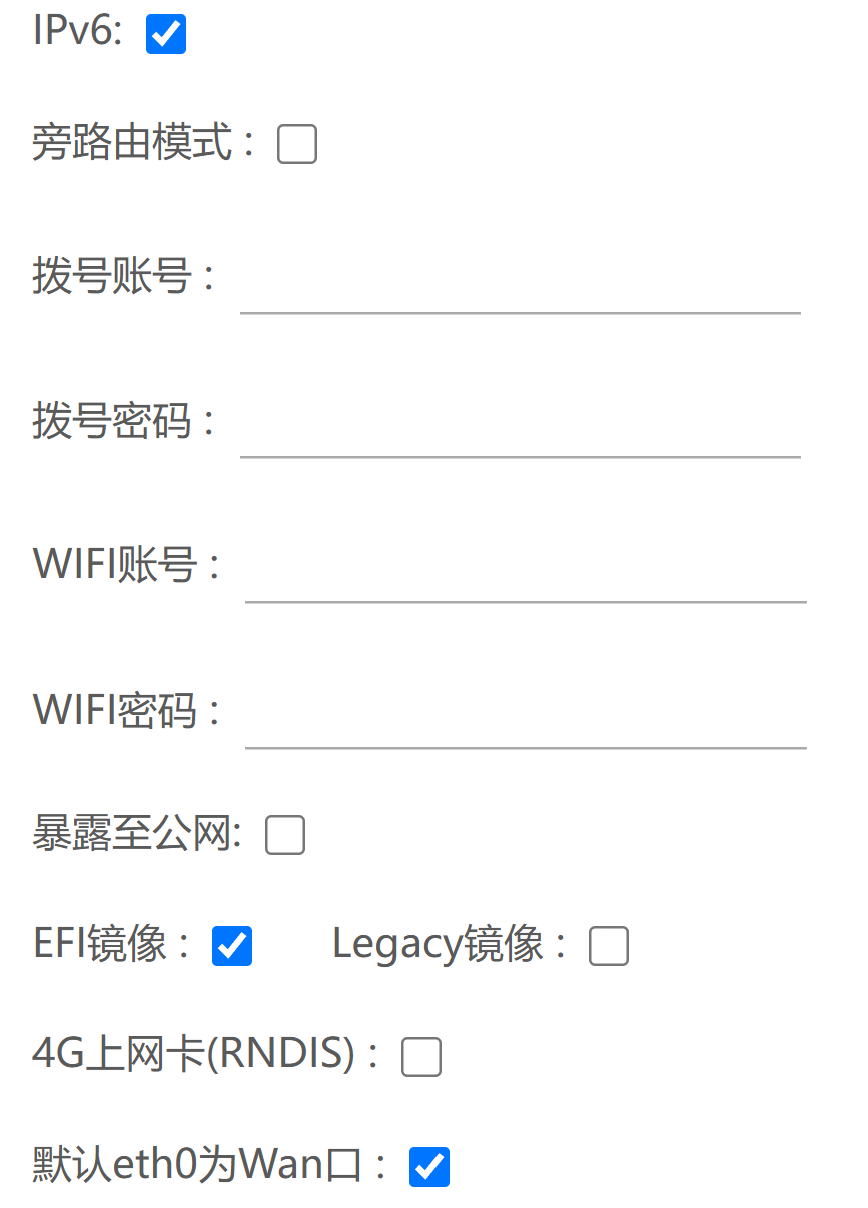 IPv6:
旁路由模式：
拨号账号：
拨号密码：
WIFI账号：
WIFI密码：
暴露至公网:
EFI镜像： Legacy镜像：
4G上网卡(RNDIS)：
默认eth0为Wan口：